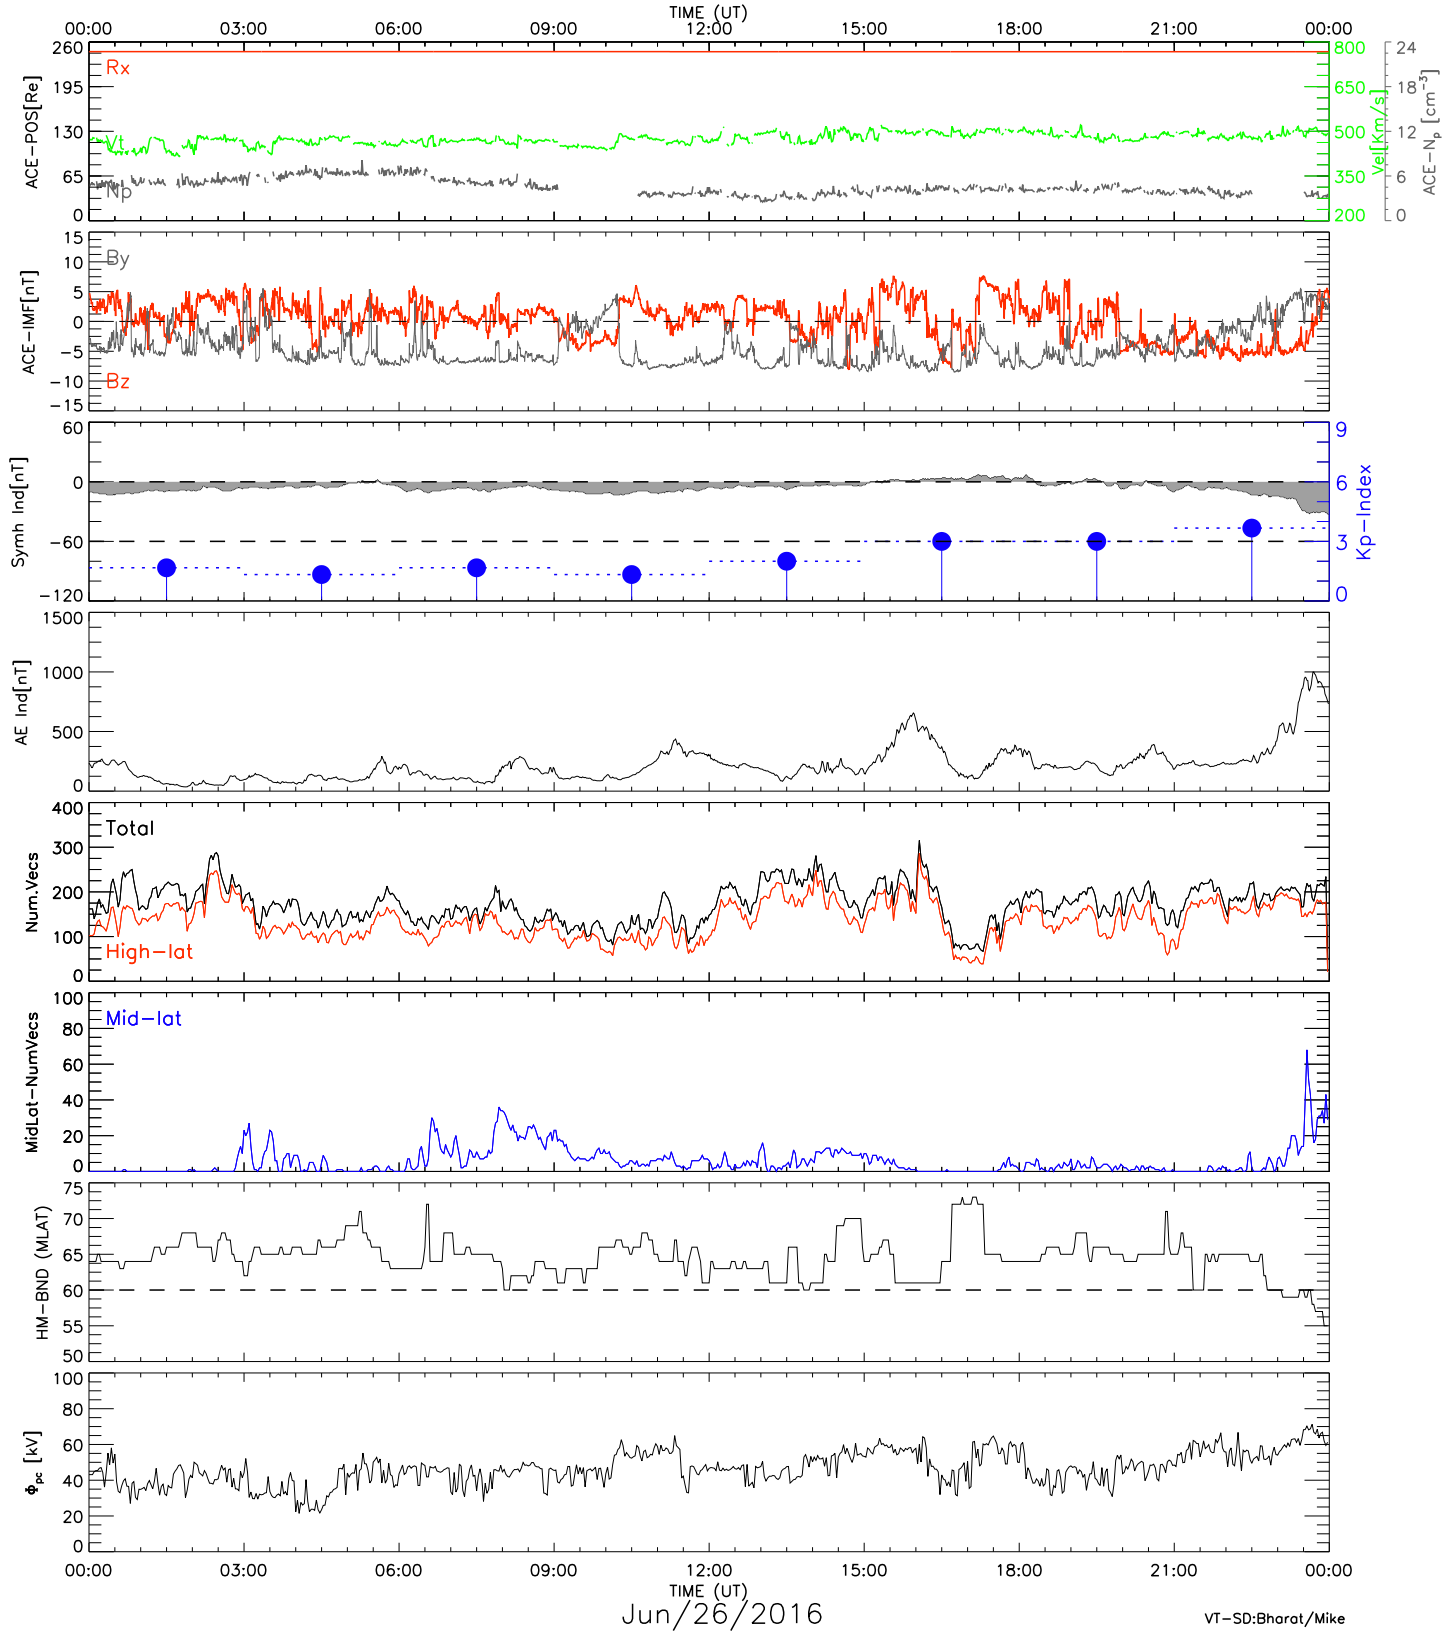 TIME (UT)
00:00 03:00 06:00 09:00 12:00 15:00 18:00 21:00 00:00
ACE-POS[Re]
260
195
130
65
0
Rx
Vt
Np
800
650
500
350
200
Vel[Km/s]
24
18
12
6
0
ACE-Np [cm-3]
ACE-IMF[nT]
15
10
5
0
-5
-10
-15
By
Bz
Symh Ind[nT]
60
0
-60
-120
9
6
3
0
Kp-Index
AE Ind[nT]
1500
1000
500
0
Num.Vecs
400
300
200
100
0
Total
High-lat
MidLat-NumVecs
100
80
60
40
20
0
Mid-lat
HM-BND (MLAT)
75
70
65
60
55
50
Φpc [kV]
100
80
60
40
20
0
00:00 03:00 06:00 09:00 12:00 15:00 18:00 21:00 00:00
TIME (UT)
Jun/26/2016
VT-SD:Bharat/Mike